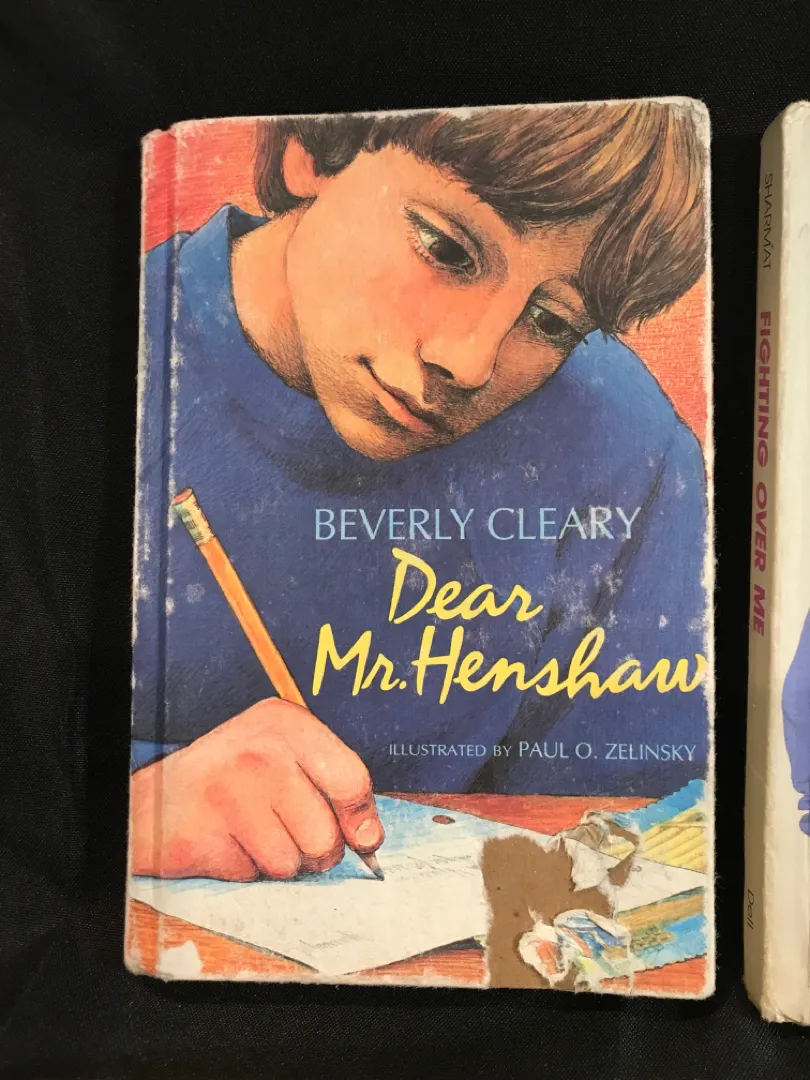 BEVERLY CLEARY
Dear
Mr. Henshaw
ILLUSTRATED BY PAUL O. ZELINSKY
SHARMAT FIGHTING OVER ME Dell